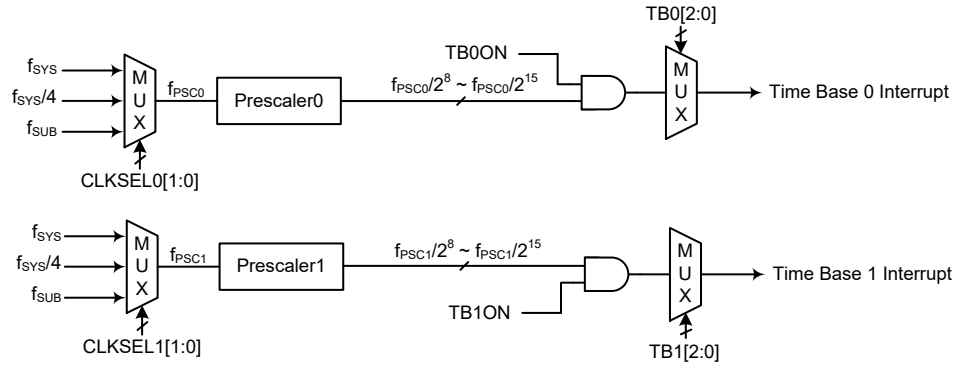 TB0[2:0]
TB0ON
fSYS
fSYS/4
fSUB
M
U
X
fPSC0
Prescaler0
fPSC0/2^8 ~ fPSC0/2^15
M
U
X
Time Base 0 Interrupt
CLKSEL0[1:0]
fSYS
fSYS/4
fSUB
M
U
X
fPSC1
Prescaler1
fPSC1/2^8 ~ fPSC1/2^15
M
U
X
Time Base 1 Interrupt
TB1ON
CLKSEL1[1:0]
TB1[2:0]